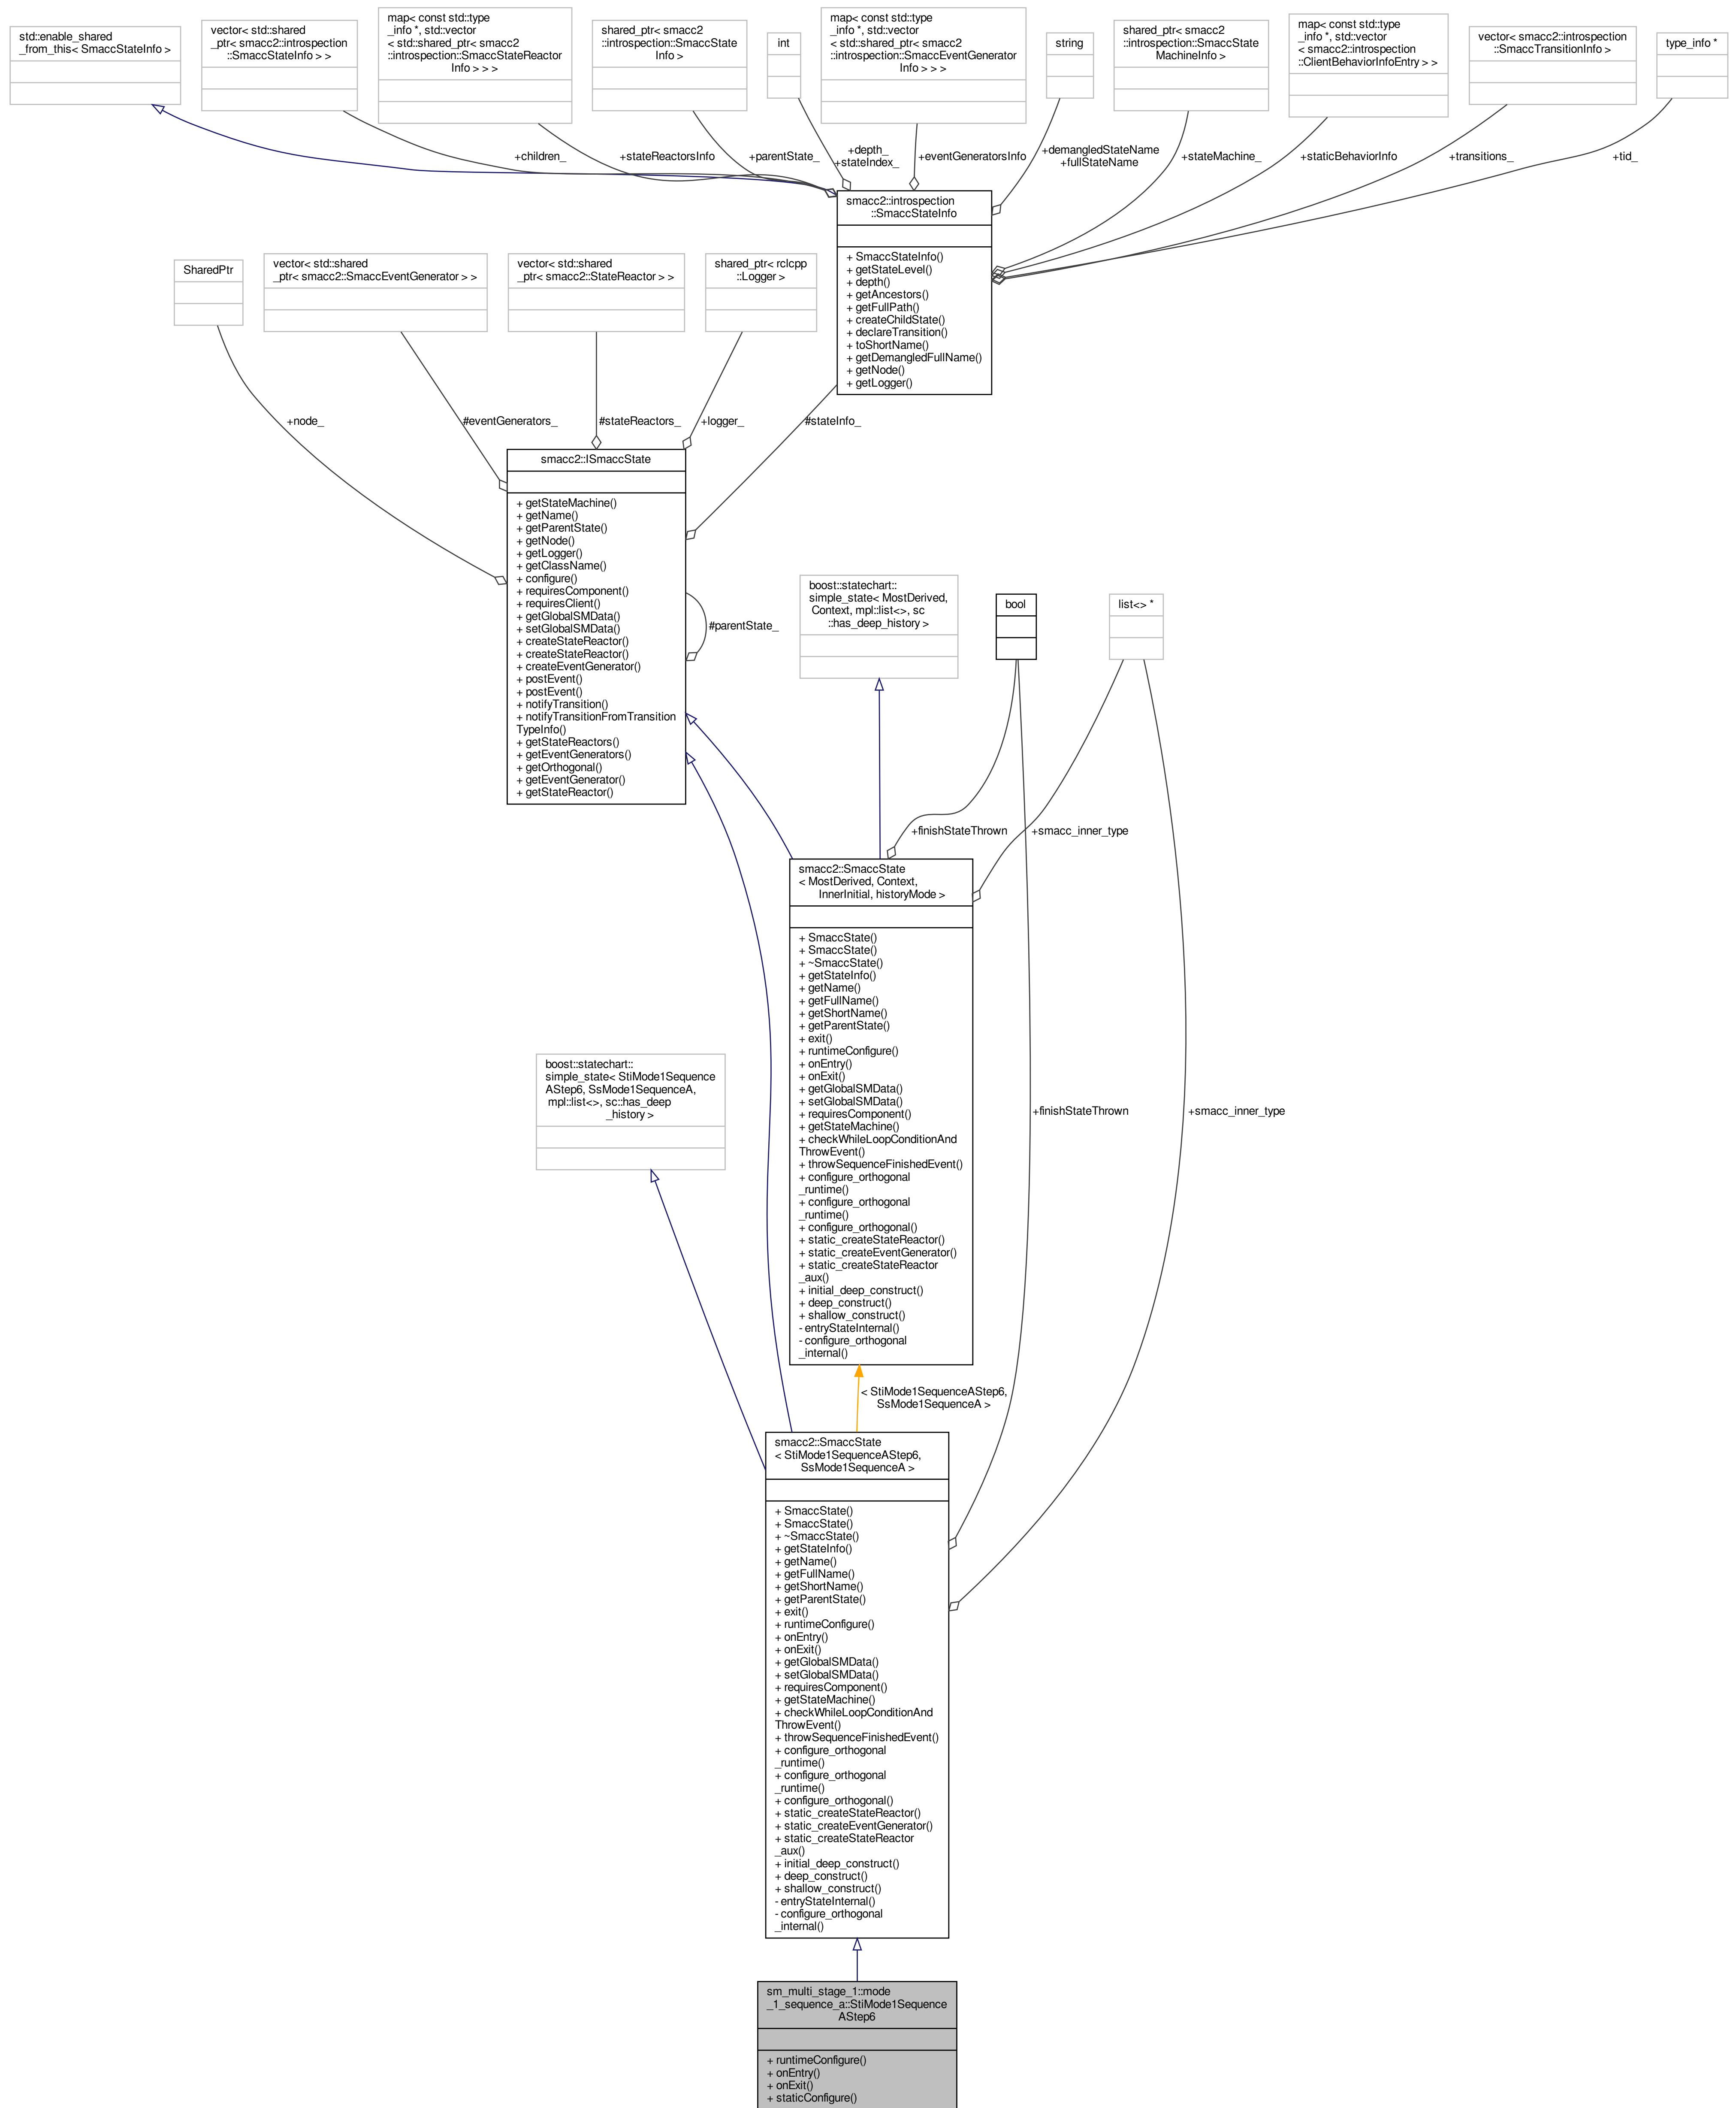 std::enable_shared
_from_this< SmaccStateInfo >
vector< std::shared
_ptr< smacc2::introspection
::SmaccStateInfo > >
map< const std::type
_info *, std::vector
< std::shared_ptr< smacc2
::introspection::SmaccStateReactor
Info > > >
shared_ptr< smacc2
::introspection::SmaccState
Info >
int
map< const std::type
_info *, std::vector
< std::shared_ptr< smacc2
::introspection::SmaccEventGenerator
Info > > >
string
shared_ptr< smacc2
::introspection::SmaccState
MachineInfo >
map< const std::type
_info *, std::vector
< smacc2::introspection
::ClientBehaviorInfoEntry > >
vector< smacc2::introspection
::SmaccTransitionInfo >
type_info *
+children_
+stateReactorsInfo
+parentState_
+depth_
+stateIndex_
+eventGeneratorsInfo
+demangledStateName
+fullStateName
+stateMachine_
+staticBehaviorInfo
+transitions_
+tid_
smacc2::introspection
::SmaccStateInfo
+ SmaccStateInfo()
+ getStateLevel()
+ depth()
+ getAncestors()
+ getFullPath()
+ createChildState()
+ declareTransition()
+ toShortName()
+ getDemangledFullName()
+ getNode()
+ getLogger()
SharedPtr
vector< std::shared
_ptr< smacc2::SmaccEventGenerator > >
vector< std::shared
_ptr< smacc2::StateReactor > >
shared_ptr< rclcpp
::Logger >
+node_
#eventGenerators_
#stateReactors_
+logger_
#stateInfo_
smacc2::ISmaccState
+ getStateMachine()
+ getName()
+ getParentState()
+ getNode()
+ getLogger()
+ getClassName()
+ configure()
+ requiresComponent()
+ requiresClient()
+ getGlobalSMData()
+ setGlobalSMData()
+ createStateReactor()
+ createStateReactor()
+ createEventGenerator()
+ postEvent()
+ postEvent()
+ notifyTransition()
+ notifyTransitionFromTransition
TypeInfo()
+ getStateReactors()
+ getEventGenerators()
+ getOrthogonal()
+ getEventGenerator()
+ getStateReactor()
#parentState_
boost::statechart::
simple_state< MostDerived,
Context, mpl::list<>, sc
::has_deep_history >
bool
list<> *
+finishStateThrown
+smacc_inner_type
smacc2::SmaccState
< MostDerived, Context,
InnerInitial, historyMode >
+ SmaccState()
+ SmaccState()
+ ~SmaccState()
+ getStateInfo()
+ getName()
+ getFullName()
+ getShortName()
+ getParentState()
+ exit()
+ runtimeConfigure()
+ onEntry()
+ onExit()
+ getGlobalSMData()
+ setGlobalSMData()
+ requiresComponent()
+ getStateMachine()
+ checkWhileLoopConditionAnd
ThrowEvent()
+ throwSequenceFinishedEvent()
+ configure_orthogonal
_runtime()
+ configure_orthogonal
_runtime()
+ configure_orthogonal()
+ static_createStateReactor()
+ static_createEventGenerator()
+ static_createStateReactor
_aux()
+ initial_deep_construct()
+ deep_construct()
+ shallow_construct()
- entryStateInternal()
- configure_orthogonal
_internal()
boost::statechart::
simple_state< StiMode1Sequence
AStep6, SsMode1SequenceA,
mpl::list<>, sc::has_deep
_history >
+finishStateThrown
+smacc_inner_type
< StiMode1SequenceAStep6,
SsMode1SequenceA >
smacc2::SmaccState
< StiMode1SequenceAStep6,
SsMode1SequenceA >
+ SmaccState()
+ SmaccState()
+ ~SmaccState()
+ getStateInfo()
+ getName()
+ getFullName()
+ getShortName()
+ getParentState()
+ exit()
+ runtimeConfigure()
+ onEntry()
+ onExit()
+ getGlobalSMData()
+ setGlobalSMData()
+ requiresComponent()
+ getStateMachine()
+ checkWhileLoopConditionAnd
ThrowEvent()
+ throwSequenceFinishedEvent()
+ configure_orthogonal
_runtime()
+ configure_orthogonal
_runtime()
+ configure_orthogonal()
+ static_createStateReactor()
+ static_createEventGenerator()
+ static_createStateReactor
_aux()
+ initial_deep_construct()
+ deep_construct()
+ shallow_construct()
- entryStateInternal()
- configure_orthogonal
_internal()
sm_multi_stage_1::mode
_1_sequence_a::StiMode1Sequence
AStep6
+ runtimeConfigure()
+ onEntry()
+ onExit()
+ staticConfigure()